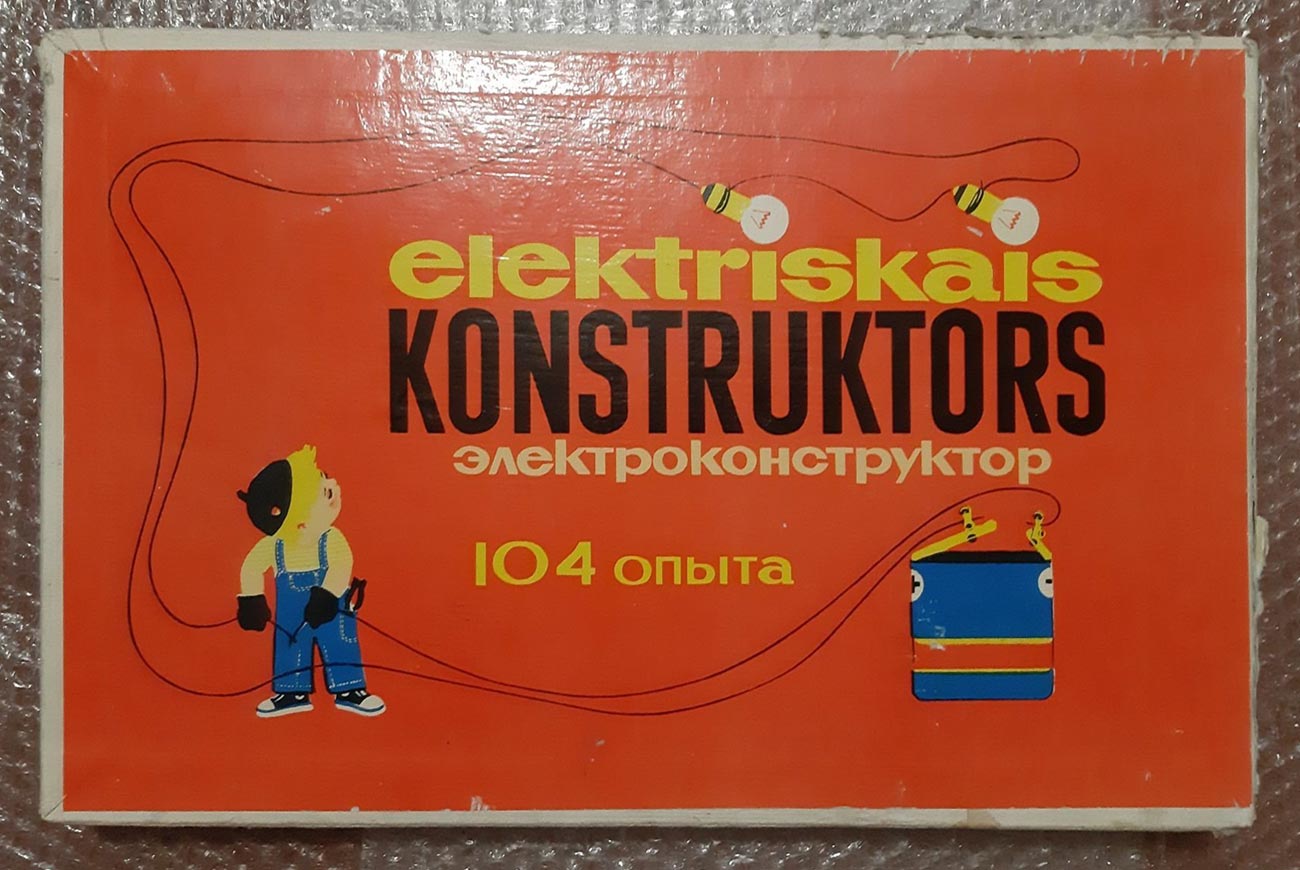 elektriskais
KONSTRUKTORS
электроконструктор
104 опыта
+ -